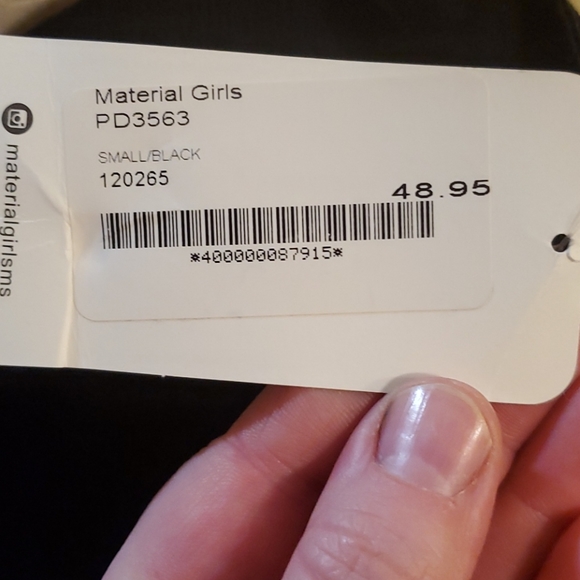 Material Girls
PD3563
SMALL/BLACK
120265
48.95
*400000087915*
materialgirlsms